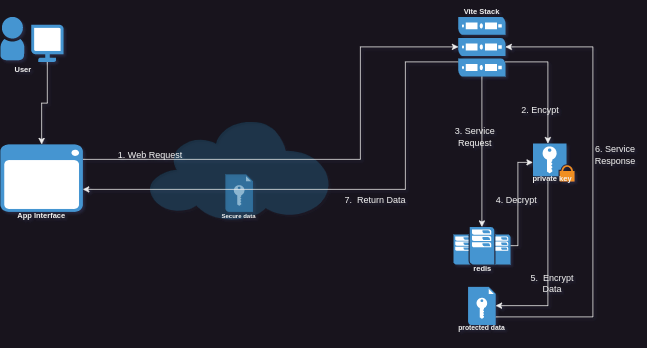 Vite Stack
User
2. Encrypt
3. Service
Request
1. Web Request
6. Service
Response
private key
7. Return Data
4. Decrypt
App Interface
Secure data
redis
5. Encrypt
Data
protected data